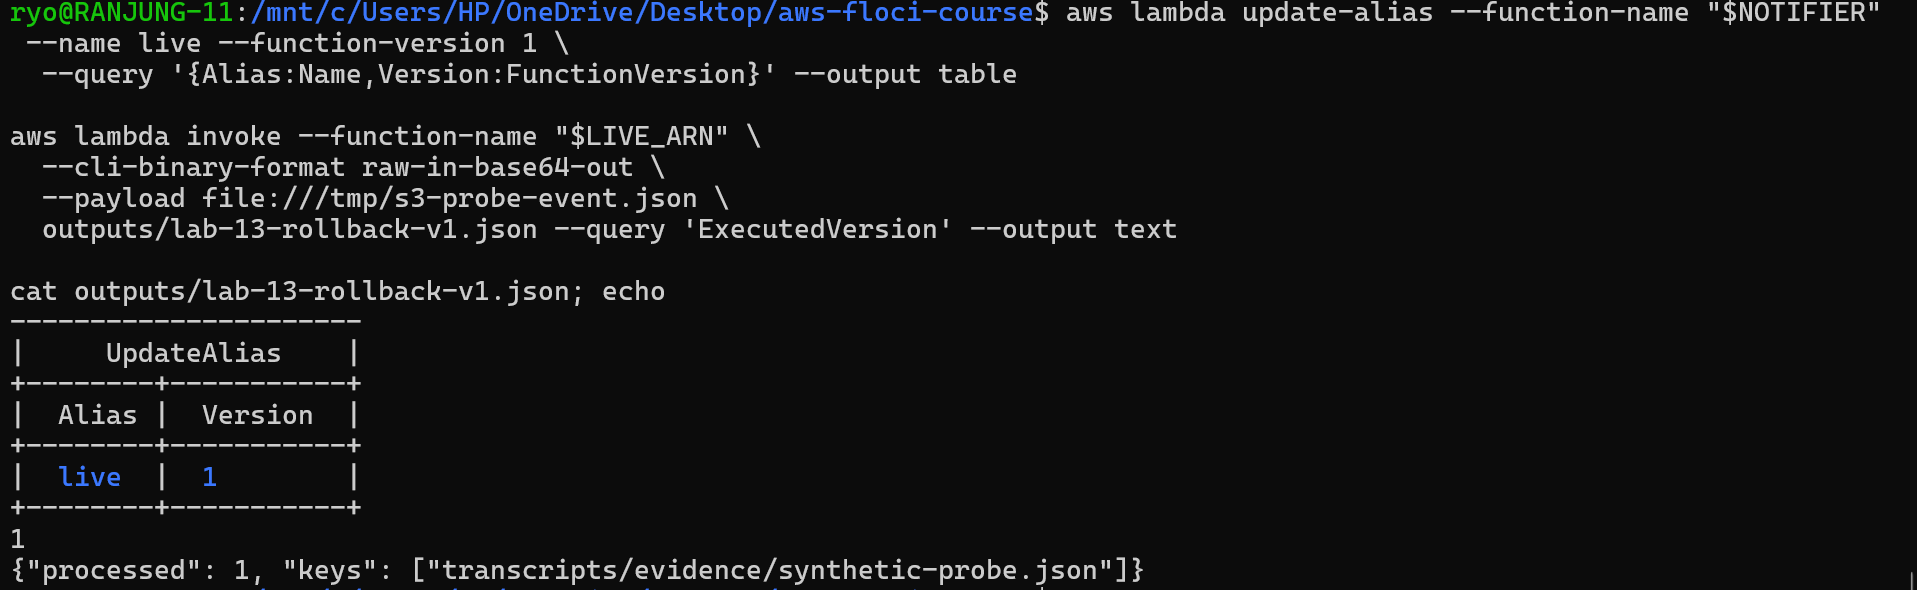 ryo@RANJUNG-11:/mnt/c/Users/HP/OneDrive/Desktop/aws-floci-course$ aws lambda update-alias --function-name "$NOTIFIER"
 --name live --function-version 1 \
  --query '{Alias:Name,Version:FunctionVersion}' --output table

aws lambda invoke --function-name "$LIVE_ARN" \
  --cli-binary-format raw-in-base64-out \
  --payload file:///tmp/s3-probe-event.json \
  outputs/lab-13-rollback-v1.json --query 'ExecutedVersion' --output text

cat outputs/lab-13-rollback-v1.json; echo
----------------------
|     UpdateAlias    |
+--------+-----------+
|  Alias |  Version  |
+--------+-----------+
|  live  |  1        |
+--------+-----------+
1
{"processed": 1, "keys": ["transcripts/evidence/synthetic-probe.json"]}